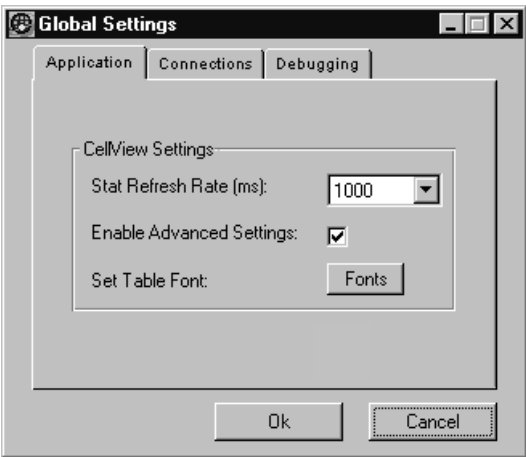 Global Settings
Application Connections Debugging
CellView Settings
Stat Refresh Rate (ms): 1000
Enable Advanced Settings:
Set Table Font: Fonts
Ok Cancel